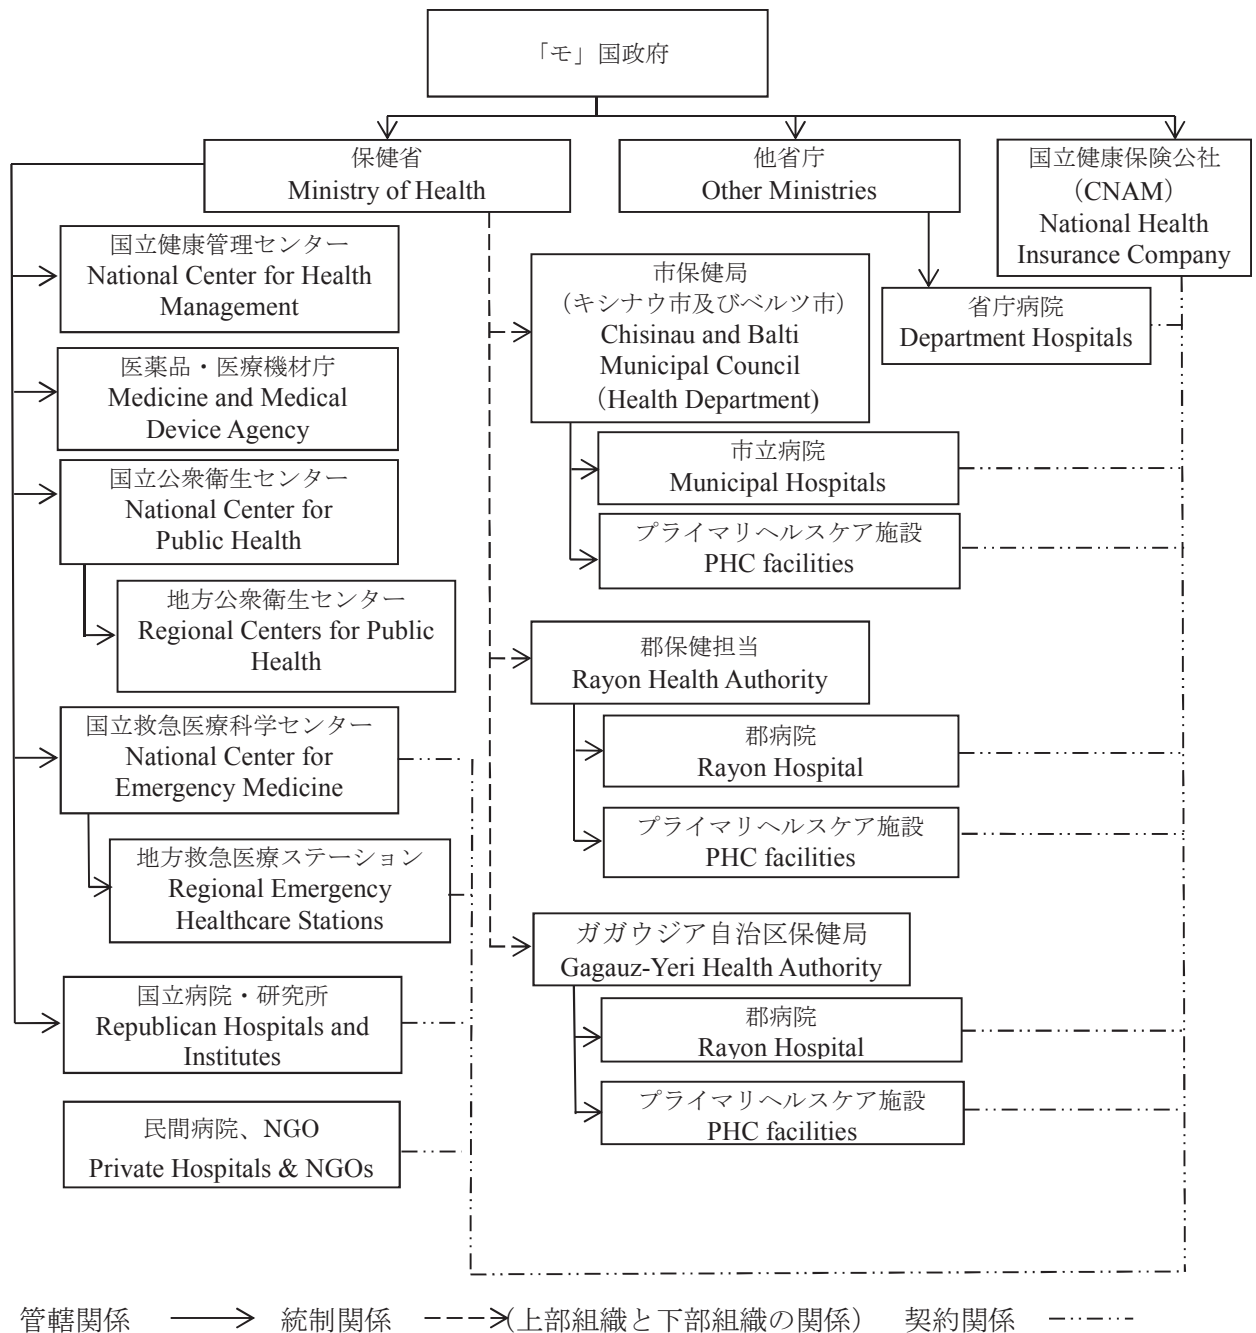 「モ」国政府
保健省
Ministry of Health
他省庁
Other Ministries
国立健康保険公社
（CNAM）
National Health
Insurance Company
国立健康管理センター
National Center for Health
Management
医薬品・医療機材庁
Medicine and Medical
Device Agency
国立公衆衛生センター
National Center for
Public Health
地方公衆衛生センター
Regional Centers for Public
Health
国立救急医療科学センター
National Center for
Emergency Medicine
地方救急医療ステーション
Regional Emergency
Healthcare Stations
国立病院・研究所
Republican Hospitals and
Institutes
民間病院、NGO
Private Hospitals & NGOs
市保健局
（キシナウ市及びベルツ市）
Chisinau and Balti
Municipal Council
（Health Department)
市立病院
Municipal Hospitals
プライマリヘルスケア施設
PHC facilities
郡保健担当
Rayon Health Authority
郡病院
Rayon Hospital
プライマリヘルスケア施設
PHC facilities
ガガウジア自治区保健局
Gagauz-Yeri Health Authority
郡病院
Rayon Hospital
プライマリヘルスケア施設
PHC facilities
省庁病院
Department Hospitals
管轄関係 統制関係 （上部組織と下部組織の関係） 契約関係